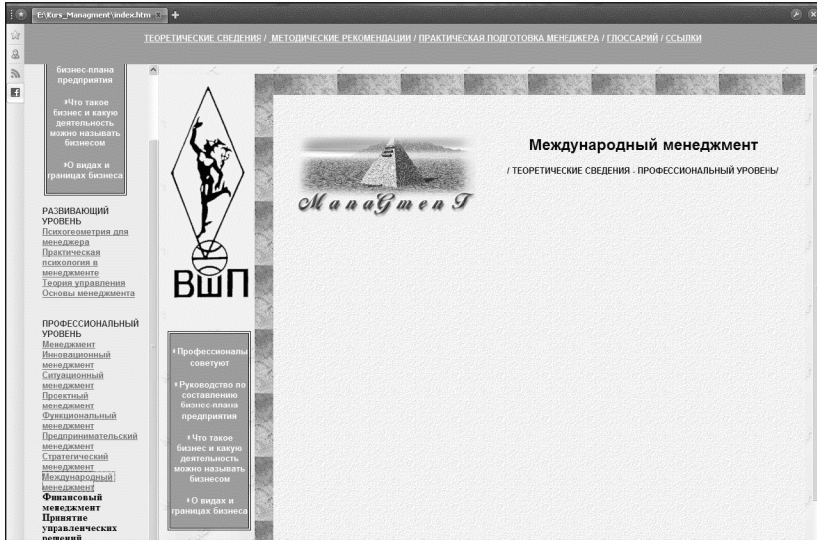 E:\Kurs_Managment\index.htm
ТЕОРЕТИЧЕСКИЕ СВЕДЕНИЯ / МЕТОДИЧЕСКИЕ РЕКОМЕНДАЦИИ / ПРАКТИЧЕСКАЯ ПОДГОТОВКА МЕНЕДЖЕРА / ГЛОССАРИЙ / ССЫЛКИ
бизнес-плана
предприятия
Что такое
бизнес и какую
деятельность
можно называть
бизнесом
О видах и
границах бизнеса
РАЗВИВАЮЩИЙ
УРОВЕНЬ
Психогеометрия для
менеджера
Практическая
психология в
менеджменте
Теория управления
Основы менеджмента
ПРОФЕССИОНАЛЬНЫЙ
УРОВЕНЬ
Менеджмент
Инновационный
менеджмент
Ситуационный
менеджмент
Проектный
менеджмент
Функциональный
менеджмент
Предпринимательский
менеджмент
Стратегический
менеджмент
Международный
менеджмент
Финансовый
менеджмент
Принятие
управленческих
решений
ВШП
Профессионалы
советуют
Руководство по
составлению
бизнес-плана
предприятия
Что такое
бизнес и какую
деятельность
можно называть
бизнесом
О видах и
границах бизнеса
ManaGmenT
Международный менеджмент
/ ТЕОРЕТИЧЕСКИЕ СВЕДЕНИЯ - ПРОФЕССИОНАЛЬНЫЙ УРОВЕНЬ/